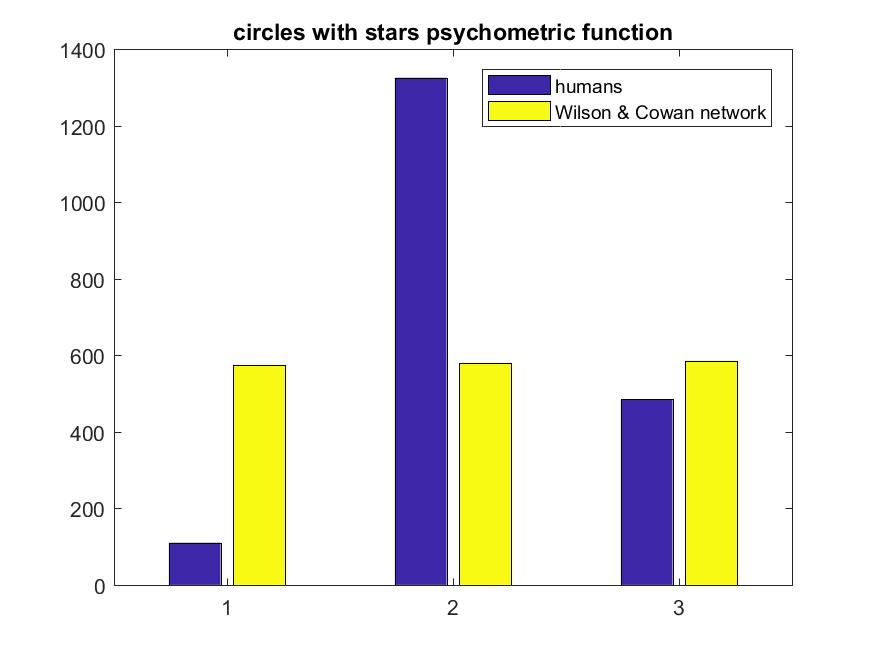 circles with stars psychometric function
1400
humans
Wilson & Cowan network
1200
1000
800
600
400
200
0
1 2 3